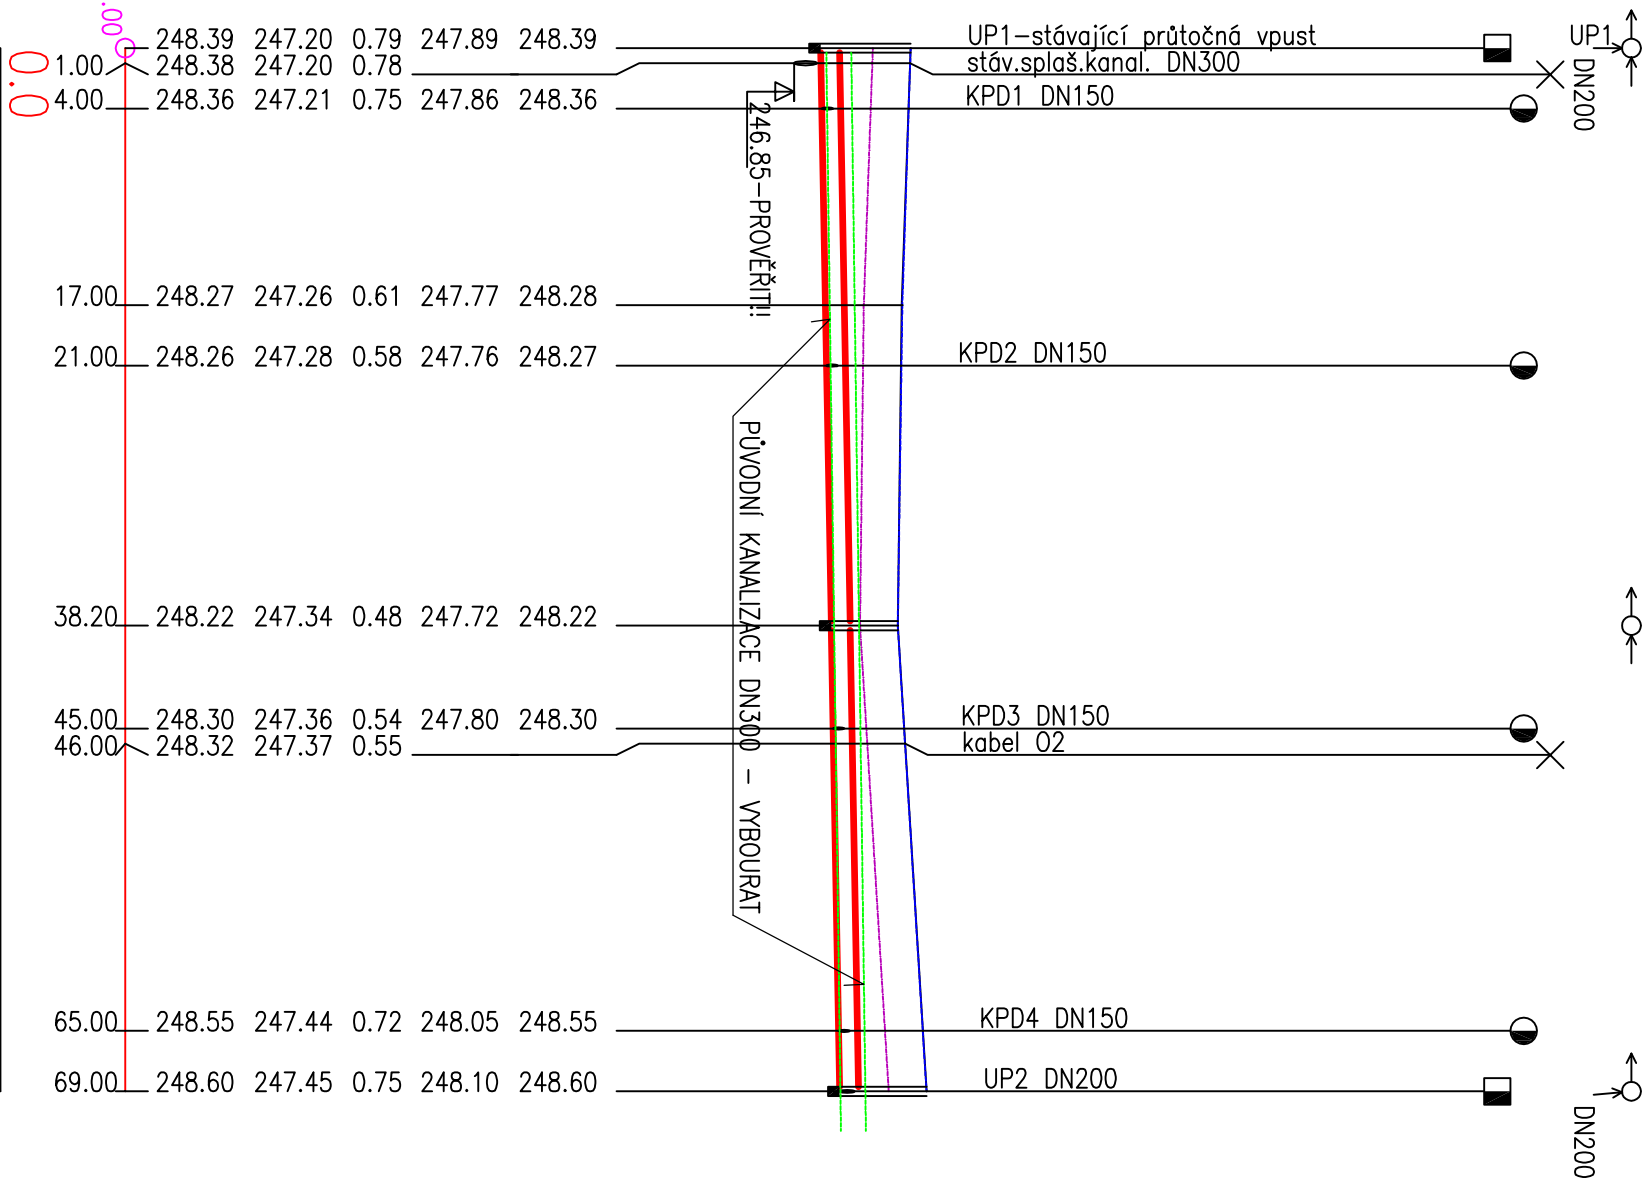 .00.
0.0
248.39 247.20 0.79 247.89 248.39 UP1-stávající průtočná vpust UP1
1.00 248.38 247.20 0.78 stáv.splaš.kanal. DN300
4.00 248.36 247.21 0.75 247.86 248.36 KPD1 DN150
DN200
246.85-PROVĚŘIT!!!
17.00 248.27 247.26 0.61 247.77 248.28
21.00 248.26 247.28 0.58 247.76 248.27 KPD2 DN150
PŮVODNÍ KANALIZACE DN300 - VYBOURAT
38.20 248.22 247.34 0.48 247.72 248.22
45.00 248.30 247.36 0.54 247.80 248.30 KPD3 DN150
46.00 248.32 247.37 0.55 kabel O2
65.00 248.55 247.44 0.72 248.05 248.55 KPD4 DN150
69.00 248.60 247.45 0.75 248.10 248.60 UP2 DN200
DN200